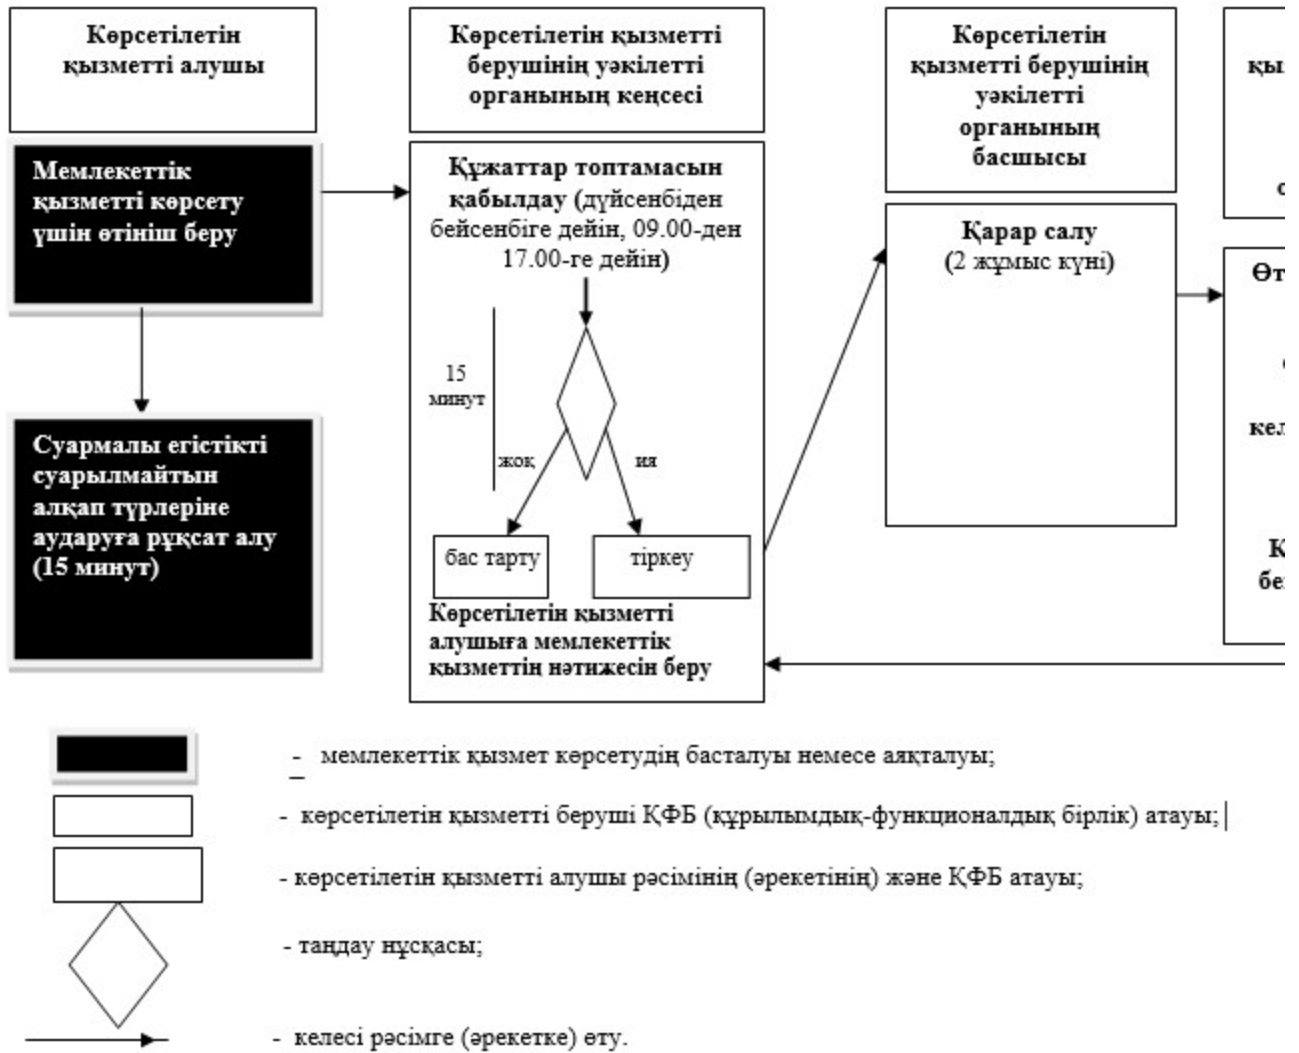 Көрсетілетін
қызметті алушы
Мемлекеттік
қызметті көрсету
үшін өтініш беру
Суармалы егістікті
суарылмайтын
алқап түрлеріне
аударуға рұқсат алу
(15 минут)
Көрсетілетін қызметті
берушінің уәкілетті
органының кеңсесі
Құжаттар топтамасын
қабылдау (дүйсенбіден
бейсенбіге дейін, 09.00-ден
17.00-ге дейін)
15
минут
жоқ
ия
бас тарту
тіркеу
Көрсетілетін қызметті
алушыға мемлекеттік
қызметтің нәтижесін беру
Көрсетілетін
қызметті берушінің
уәкілетті
органының
басшысы
Қарар салу
(2 жұмыс күні)
- мемлекеттік қызмет көрсетудің басталуы немесе аяқталуы;
- көрсетілетін қызметті беруші ҚФБ (құрылымдық-функционалдық бірлік) атауы;
- көрсетілетін қызметті алушы рәсімінің (әрекетінің) және ҚФБ атауы;
- таңдау нұсқасы;
- келесі рәсімге (әрекетке) өту.